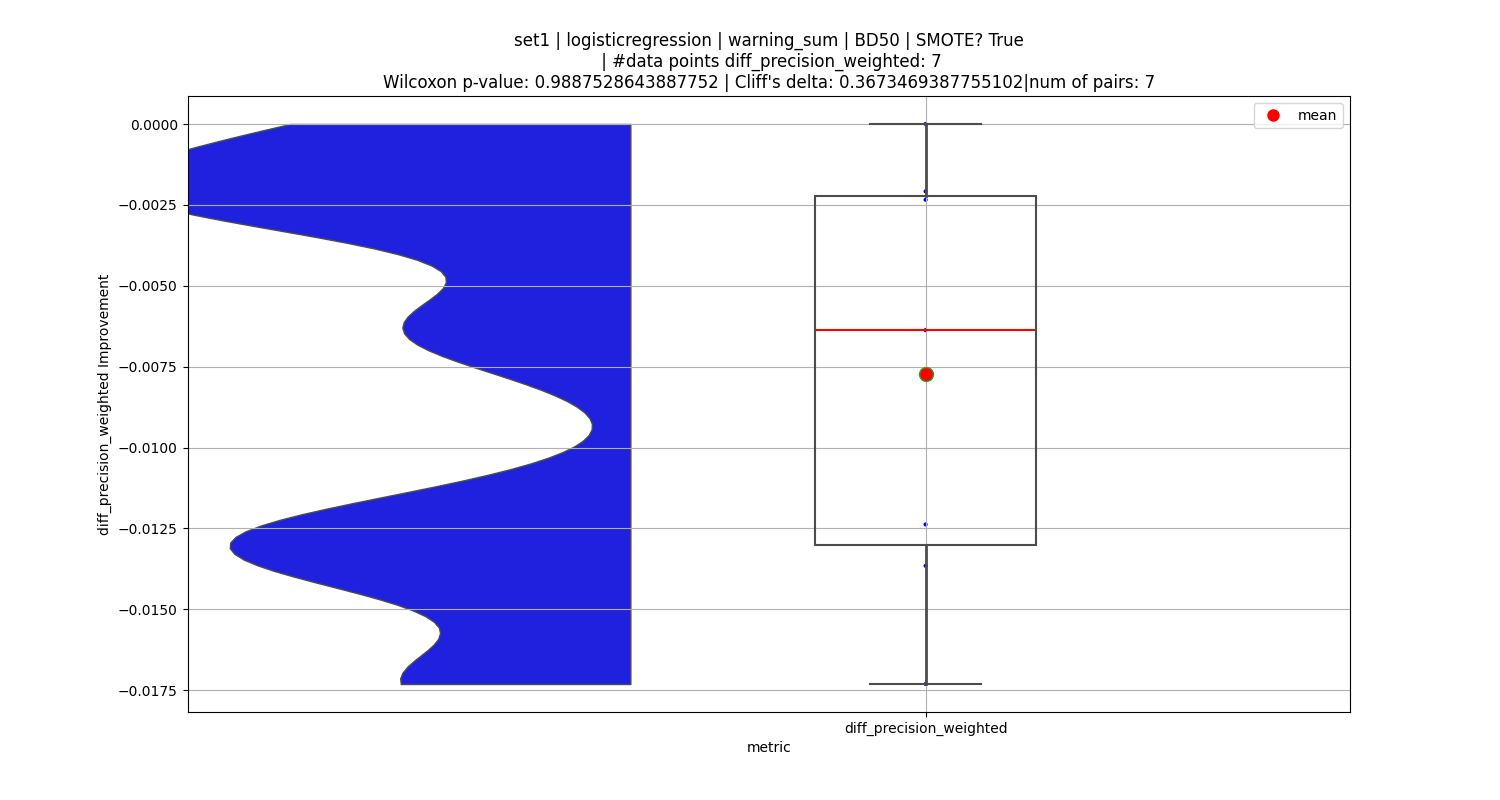 set1 | logisticregression | warning_sum | BD50 | SMOTE? True
| #data points diff_precision_weighted: 7
Wilcoxon p-value: 0.9887528643887752 | Cliff's delta: 0.3673469387755102|num of pairs: 7
mean
0.0000
−0.0025
−0.0050
−0.0075
−0.0100
−0.0125
−0.0150
−0.0175
diff_precision_weighted Improvement
diff_precision_weighted
metric